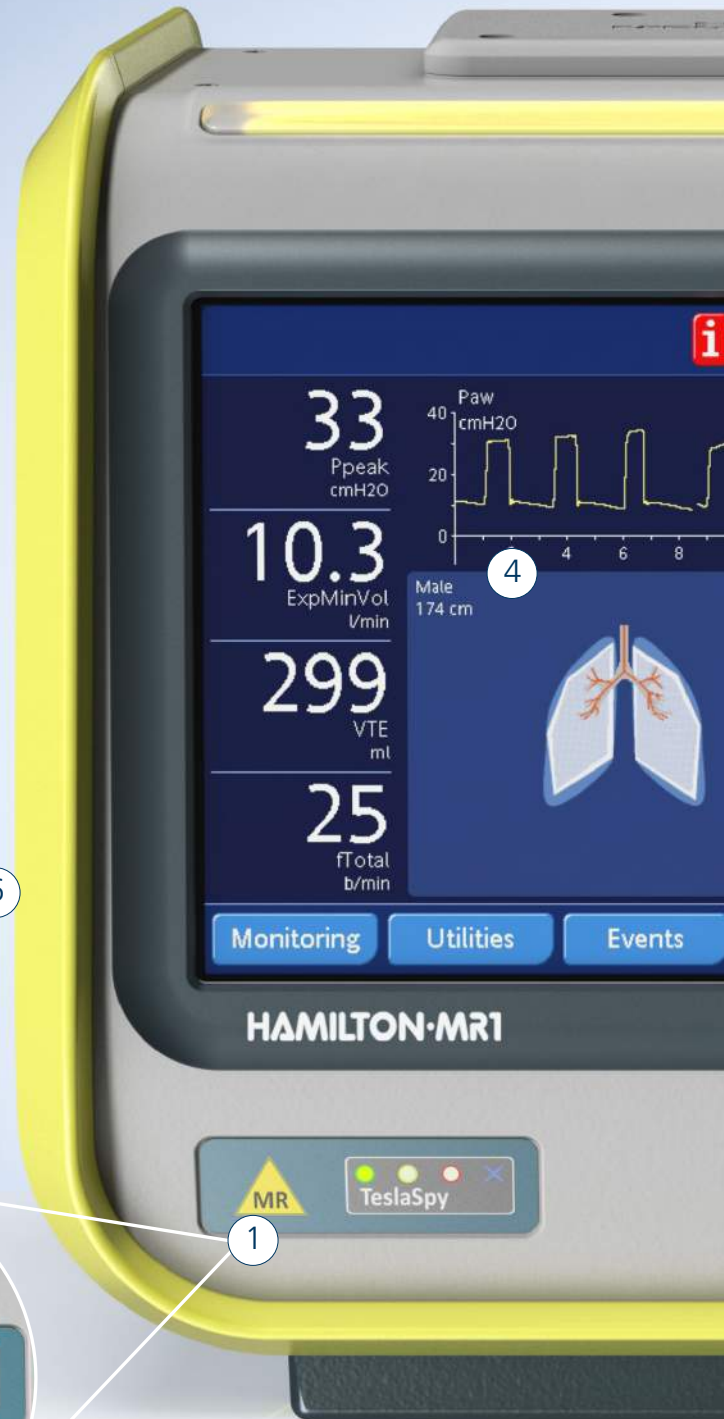 i
33
Ppeak
cmH2O
10.3
ExpMinVol
l/min
299
VTE
ml
25
fTotal
b/min
Paw
cmH2O
40
20
0
4
6
8
4
Male
174 cm
Monitoring
Utilities
Events
HAMILTON·MR1
MR
TeslaSpy
1